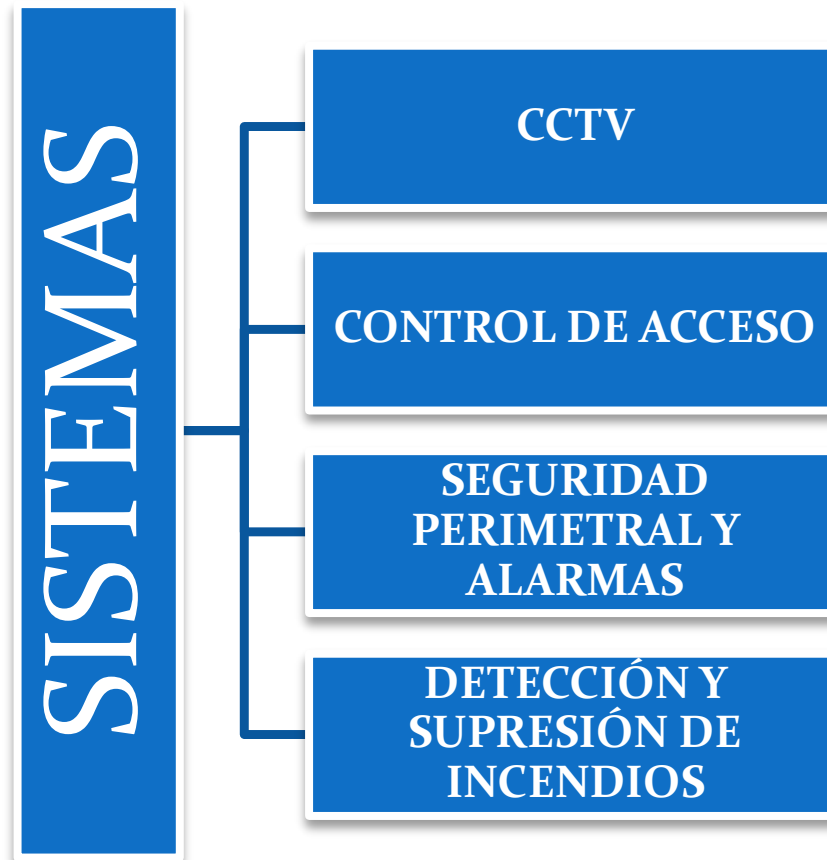 SISTEMAS
CCTV
CONTROL DE ACCESO
SEGURIDAD
PERIMETRAL Y
ALARMAS
DETECCIÓN Y
SUPRESIÓN DE
INCENDIOS